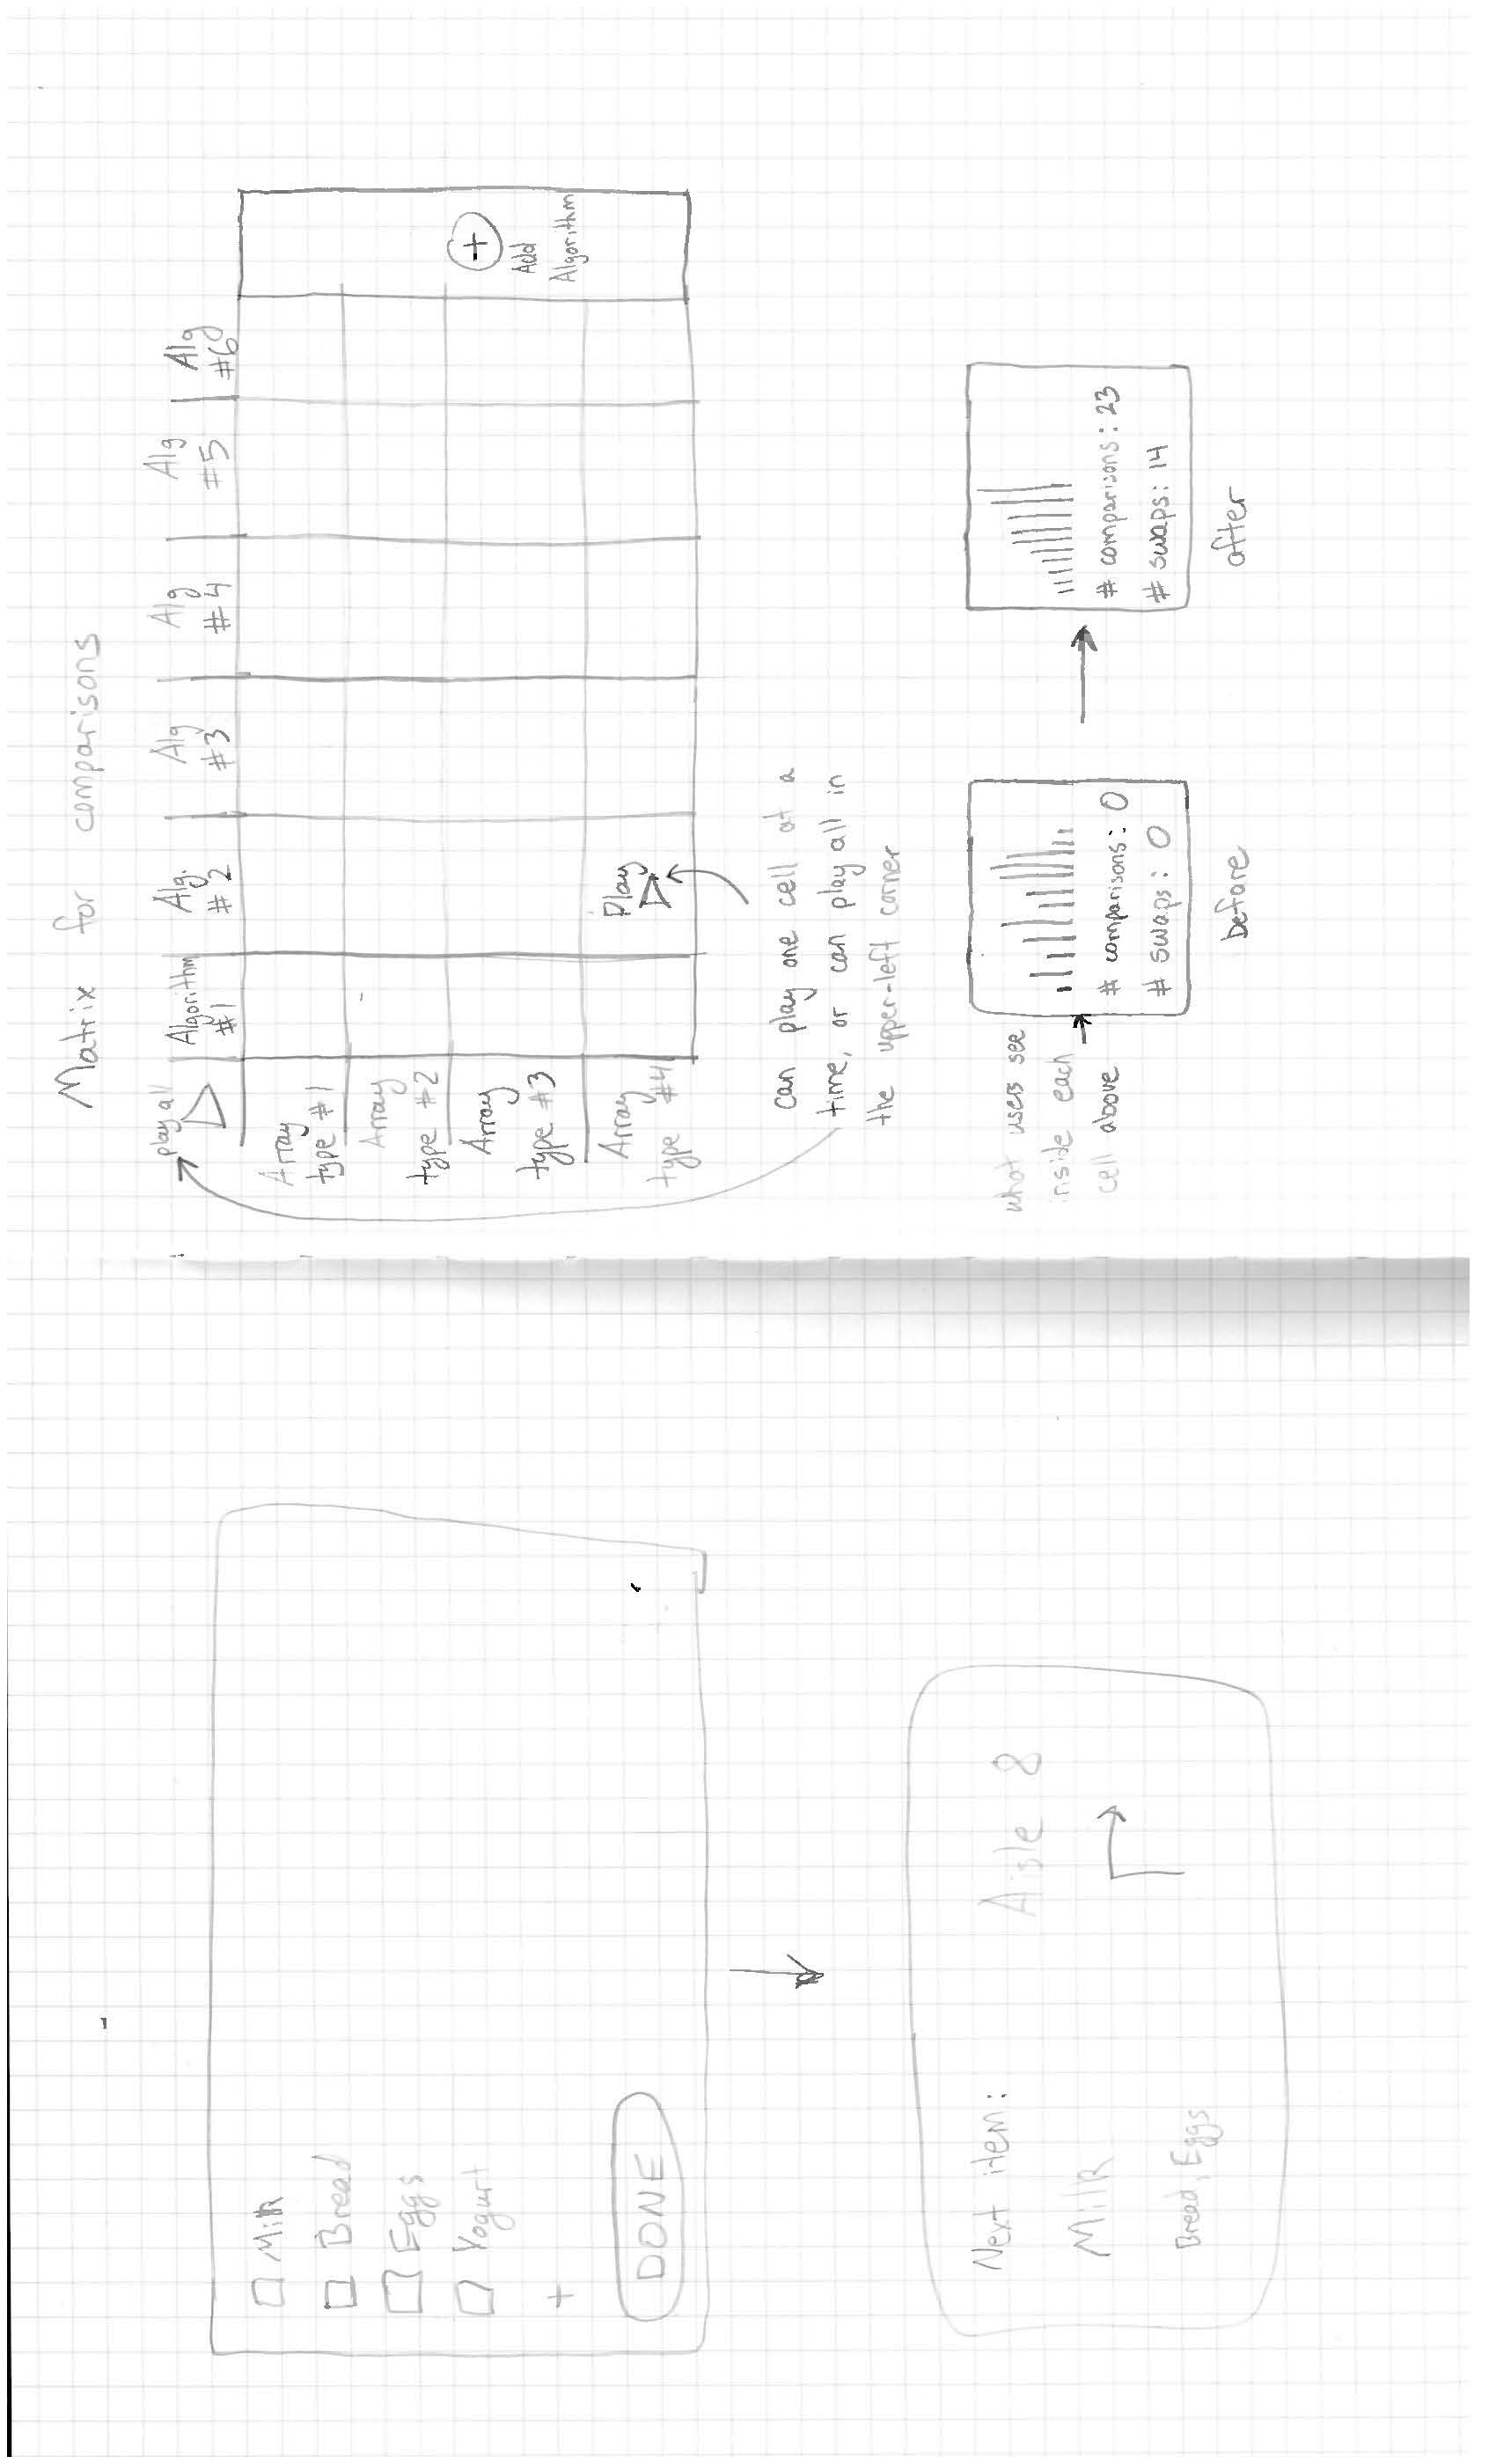 Milk
Bread
Eggs
Yogurt
+
DONE
Next item:
Aisle 8
Milk
Bread, Eggs
Matrix for comparisons
play all
Algorithm
#1
Alg.
#2
Alg
#3
Alg
#4
Alg
#5
Alg
#6
Array
type #1
Array
type #2
Array
type #3
Array
type #4
Play
+
Add
Algorithm
can play one cell at a
time, or can play all in
the upper-left corner
what users see
inside each
cell above
# comparisons: 0
# swaps: 0
before
# comparisons: 23
# swaps: 14
after